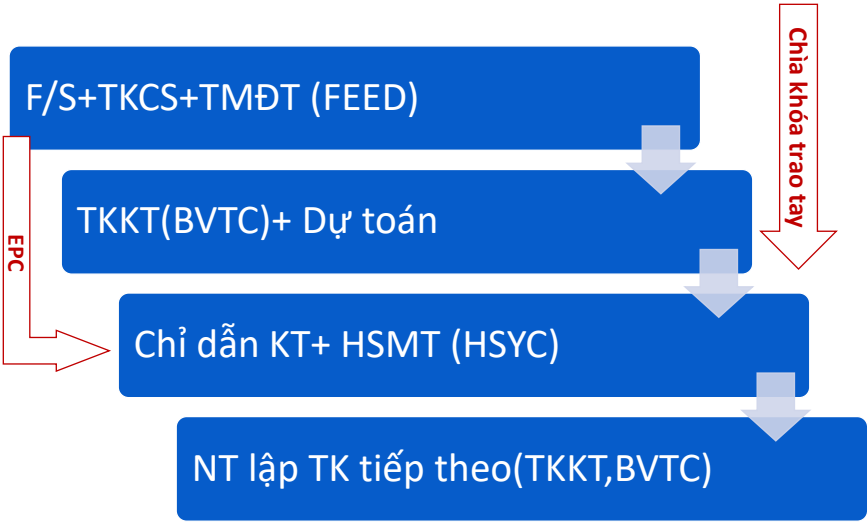 F/S+TKCS+TMĐT (FEED)
Chìa khóa trao tay
TKKT(BVTC)+ Dự toán
EPC
Chỉ dẫn KT+ HSMT (HSYC)
NT lập TK tiếp theo(TKKT,BVTC)